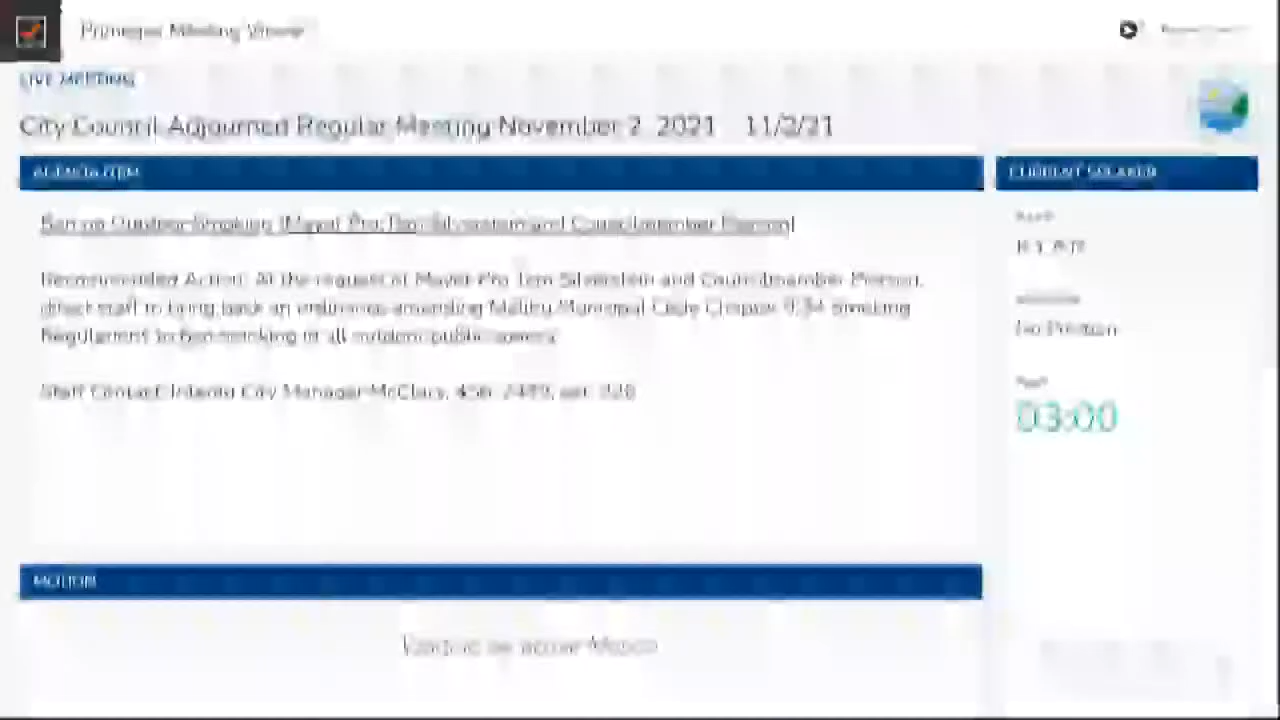 Primegov Meeting Viewer
LIVE MEETING
City Council Adjourned Regular Meeting November 2, 2021 11/2/21
AGENDA ITEM
CURRENT SPEAKER
Ban on Outdoor Smoking (Mayor Pro Tem Silverstein and Councilmember Pierson)
Recommended Action: At the request of Mayor Pro Tem Silverstein and Councilmember Pierson,
direct staff to bring back an ordinance amending Malibu Municipal Code Chapter 9.34 Smoking
Regulations to ban smoking in all outdoor public spaces.
No Position
Staff Contact: Interim City Manager McClary, 456-2489, ext. 226
03:00
MOTION